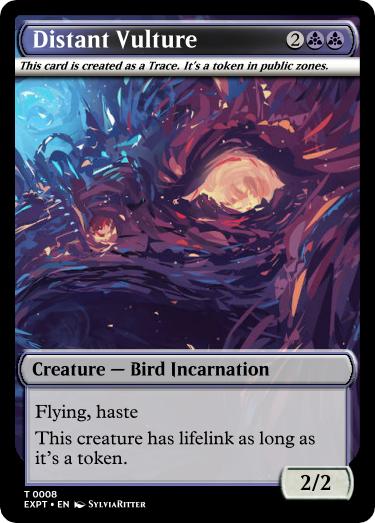 Distant Vulture 2
This card is created as a Trace. It's a token in public zones.
Creature — Bird Incarnation
Flying, haste
This creature has lifelink as long as
it's a token.
2/2
T 0008
EXPT • EN SylviaRitter